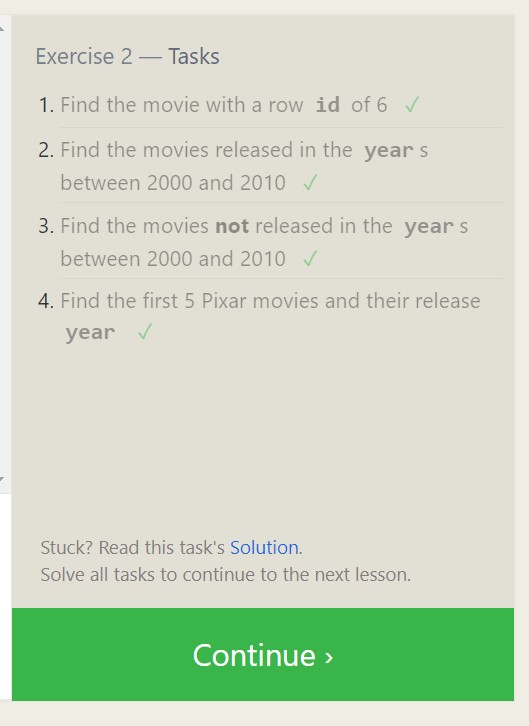 Exercise 2 — Tasks
1. Find the movie with a row id of 6 ✓
2. Find the movies released in the year s
between 2000 and 2010 ✓
3. Find the movies not released in the year s
between 2000 and 2010 ✓
4. Find the first 5 Pixar movies and their release
year ✓
Stuck? Read this task's Solution.
Solve all tasks to continue to the next lesson.
Continue ›